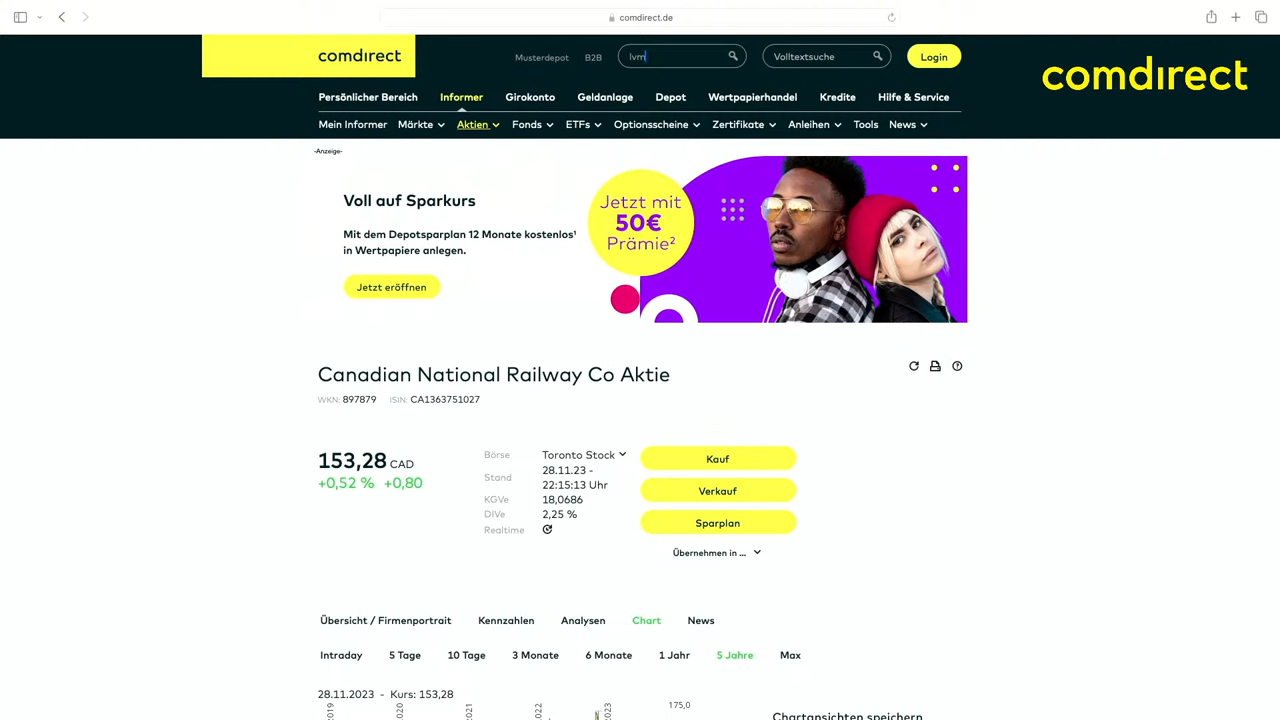 comdirect.de
comdirect
Musterdepot B2B lvm Volltextsuche Login
comdirect
Persönlicher Bereich Informer Girokonto Geldanlage Depot Wertpapierhandel Kredite Hilfe & Service
Mein Informer Märkte Aktien Fonds ETFs Optionsscheine Zertifikate Anleihen Tools News
-Anzeige-
Voll auf Sparkurs
Mit dem Depotsparplan 12 Monate kostenlos¹
in Wertpapiere anlegen.
Jetzt eröffnen
Jetzt mit
50€
Prämie²
Canadian National Railway Co Aktie
WKN: 897879 ISIN: CA1363751027
153,28 CAD
+0,52 % +0,80
Börse Toronto Stock
Stand 28.11.23 -
22:15:13 Uhr
KGVe 18,0686
DIVe 2,25 %
Realtime
Kauf
Verkauf
Sparplan
Übernehmen in ...
Übersicht / Firmenportrait Kennzahlen Analysen Chart News
Intraday 5 Tage 10 Tage 3 Monate 6 Monate 1 Jahr 5 Jahre Max
28.11.2023 - Kurs: 153,28
175,0
Chartansichten speichern